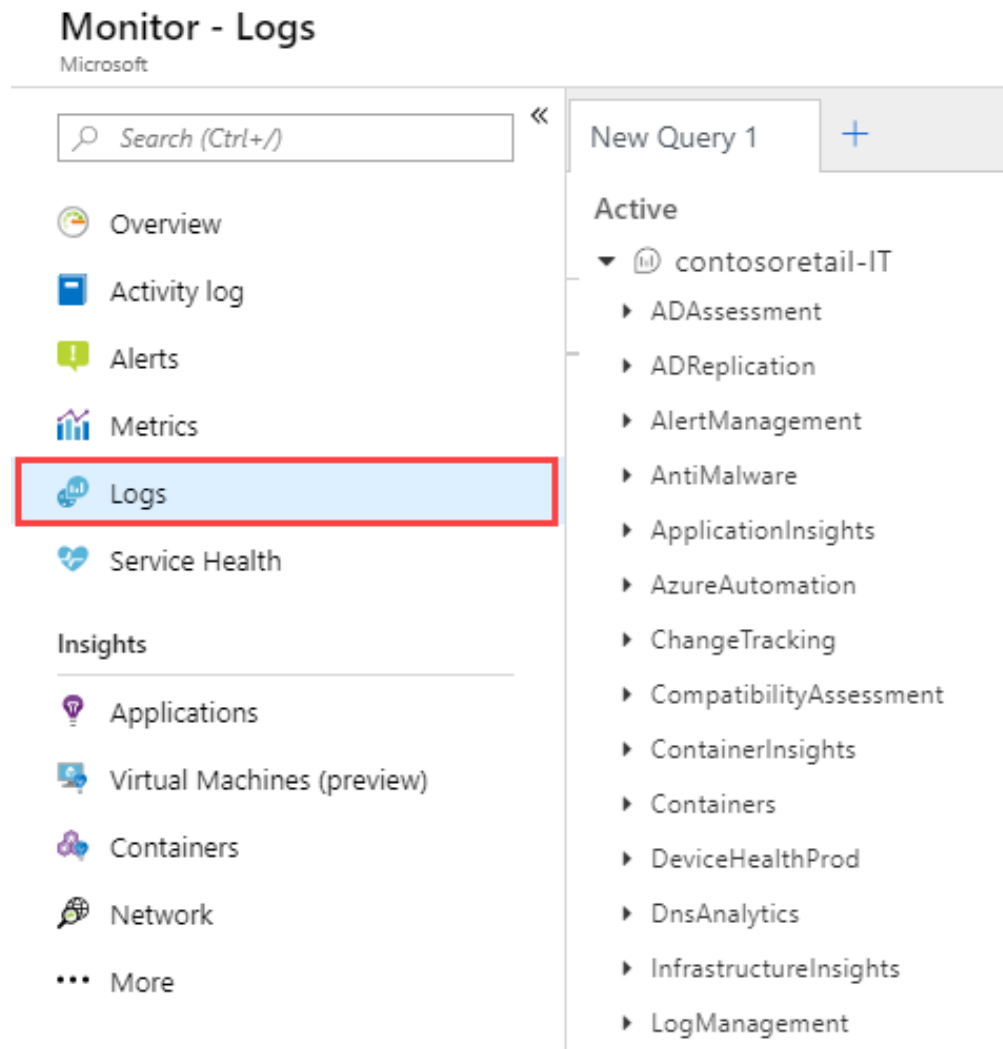 Monitor - Logs
Microsoft
Search (Ctrl+/)
«
Overview
Activity log
Alerts
Metrics
Logs
Service Health
Insights
Applications
Virtual Machines (preview)
Containers
Network
More
New Query 1
+
Active
contosoretail-IT
ADAssessment
ADReplication
AlertManagement
AntiMalware
ApplicationInsights
AzureAutomation
ChangeTracking
CompatibilityAssessment
ContainerInsights
Containers
DeviceHealthProd
DnsAnalytics
InfrastructureInsights
LogManagement